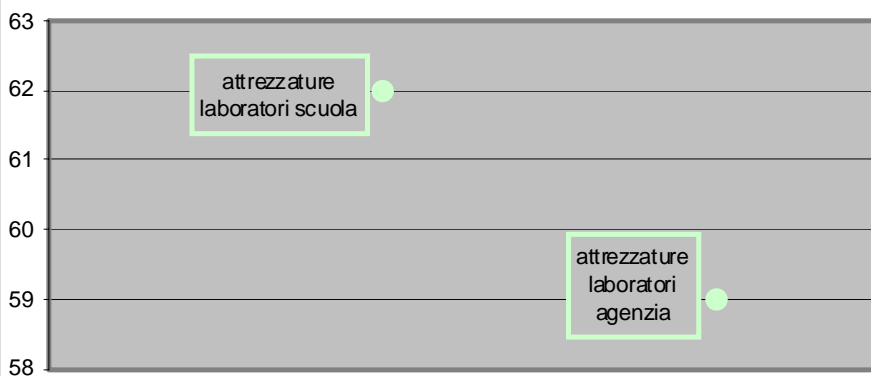 63
attrezzature
laboratori scuola
62
61
60
attrezzature
laboratori
agenzia
59
58